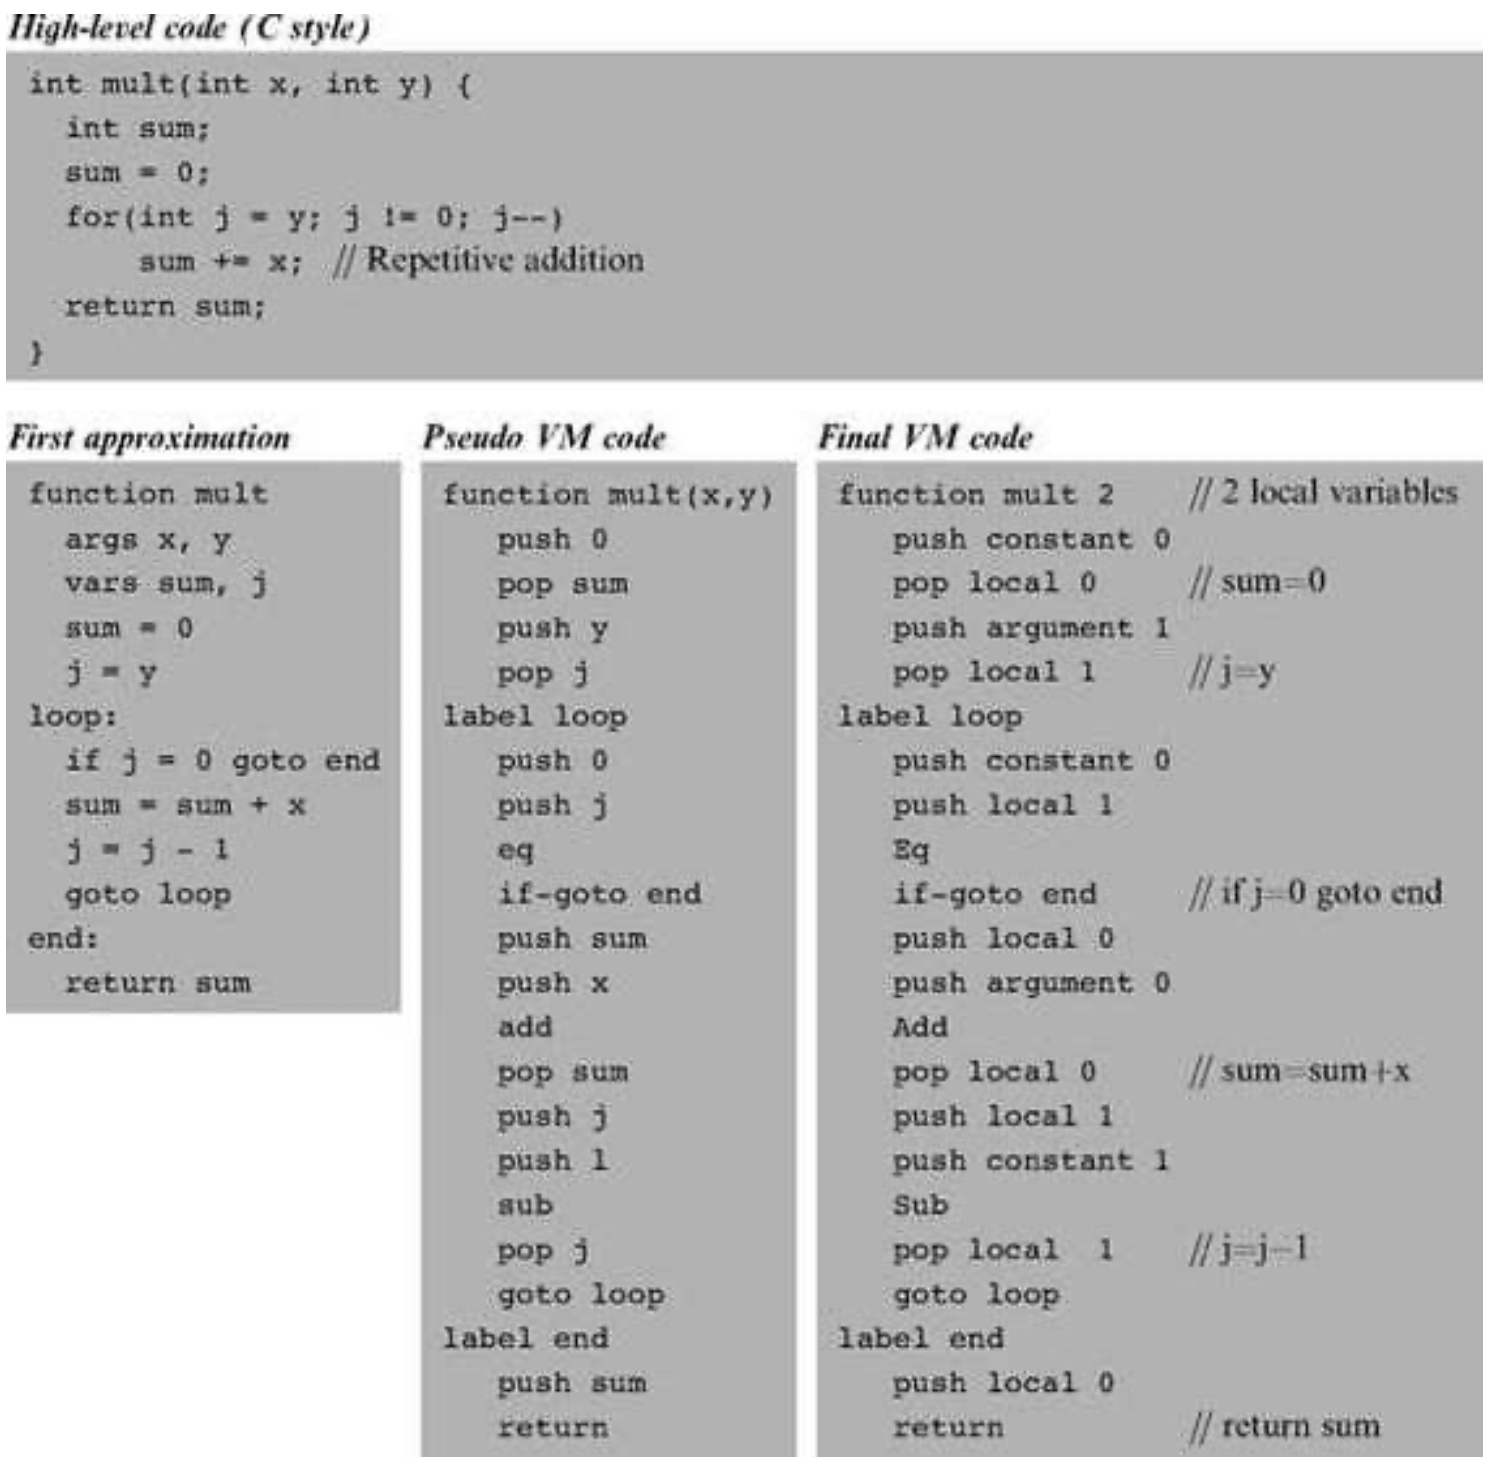 High-level code (C style)
int mult(int x, int y) {
int sum;
sum = 0;
for(int j = y; j != 0; j--)
sum += x; // Repetitive addition
return sum;
}
First approximation
function mult
args x, y
vars sum, j
sum = 0
j = y
loop:
if j = 0 goto end
sum = sum + x
j = j - 1
goto loop
end:
return sum
Pseudo VM code
function mult(x,y)
push 0
pop sum
push y
pop j
label loop
push 0
push j
eq
if-goto end
push sum
push x
add
pop sum
push j
push 1
sub
pop j
goto loop
label end
push sum
return
Final VM code
function mult 2 // 2 local variables
push constant 0
pop local 0 // sum=0
push argument 1
pop local 1 // j=y
label loop
push constant 0
push local 1
Eq
if-goto end // if j=0 goto end
push local 0
push argument 0
Add
pop local 0 // sum=sum+x
push local 1
push constant 1
Sub
pop local 1 // j=j−1
goto loop
label end
push local 0
return // return sum